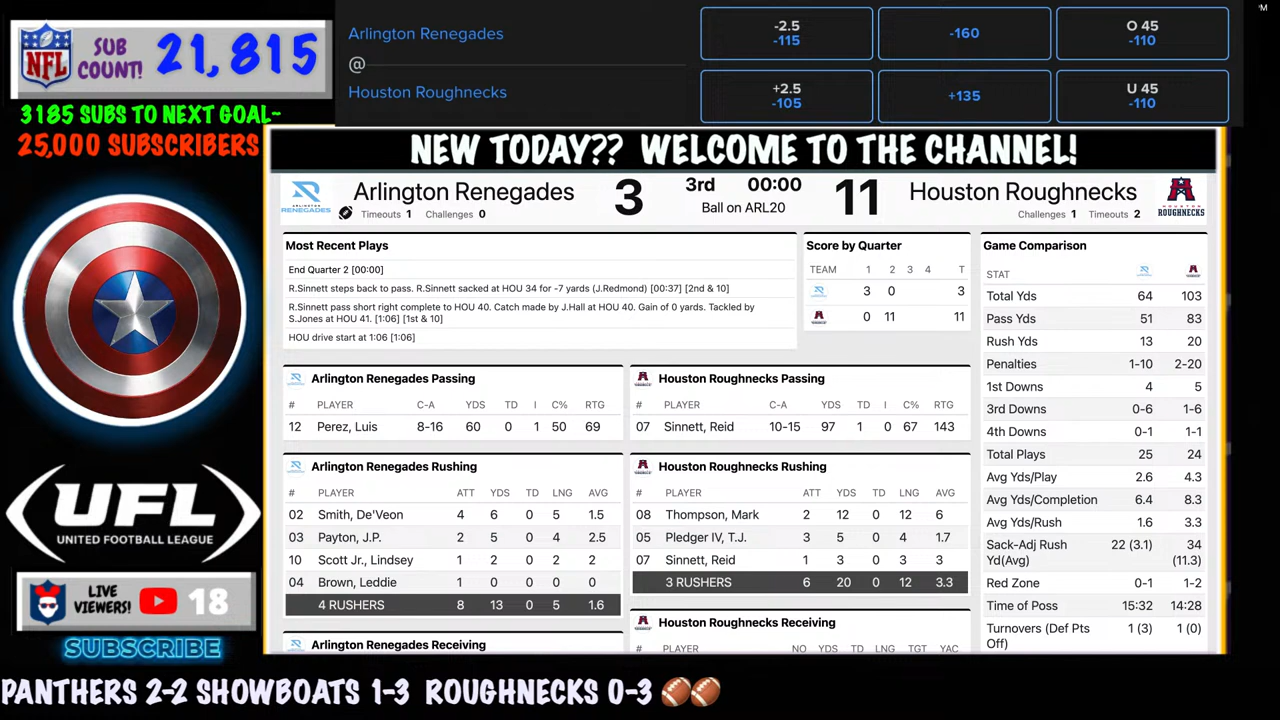 NFL
SUB
COUNT!
21,815
3185 SUBS TO NEXT GOAL~
25,000 SUBSCRIBERS
Arlington Renegades
@
Houston Roughnecks
-2.5
-115
-160
O 45
-110
+2.5
-105
+135
U 45
-110
NEW TODAY?? WELCOME TO THE CHANNEL!
RENEGADES
Arlington Renegades
Timeouts 1 Challenges 0
3
3rd 00:00
Ball on ARL20
11
Houston Roughnecks
Challenges 1 Timeouts 2
ROUGHNECKS
Most Recent Plays
End Quarter 2 [00:00]
R.Sinnett steps back to pass. R.Sinnett sacked at HOU 34 for -7 yards (J.Redmond) [00:37] [2nd & 10]
R.Sinnett pass short right complete to HOU 40. Catch made by J.Hall at HOU 40. Gain of 0 yards. Tackled by
S.Jones at HOU 41. [1:06] [1st & 10]
HOU drive start at 1:06 [1:06]
Score by Quarter
TEAM 1 2 3 4 T
3 0 3
0 11 11
Game Comparison
STAT
Total Yds 64 103
Pass Yds 51 83
Rush Yds 13 20
Penalties 1-10 2-20
1st Downs 4 5
3rd Downs 0-6 1-6
4th Downs 0-1 1-1
Total Plays 25 24
Avg Yds/Play 2.6 4.3
Avg Yds/Completion 6.4 8.3
Avg Yds/Rush 1.6 3.3
Sack-Adj Rush 22 (3.1) 34
Yd(Avg) (11.3)
Red Zone 0-1 1-2
Time of Poss 15:32 14:28
Turnovers (Def Pts 1 (3) 1 (0)
Off)
Arlington Renegades Passing
# PLAYER C-A YDS TD I C% RTG
12 Perez, Luis 8-16 60 0 1 50 69
Houston Roughnecks Passing
# PLAYER C-A YDS TD I C% RTG
07 Sinnett, Reid 10-15 97 1 0 67 143
Arlington Renegades Rushing
# PLAYER ATT YDS TD LNG AVG
02 Smith, De'Veon 4 6 0 5 1.5
03 Payton, J.P. 2 5 0 4 2.5
10 Scott Jr., Lindsey 1 2 0 2 2
04 Brown, Leddie 1 0 0 0 0
4 RUSHERS 8 13 0 5 1.6
Houston Roughnecks Rushing
# PLAYER ATT YDS TD LNG AVG
08 Thompson, Mark 2 12 0 12 6
05 Pledger IV, T.J. 3 5 0 4 1.7
07 Sinnett, Reid 1 3 0 3 3
3 RUSHERS 6 20 0 12 3.3
Arlington Renegades Receiving
Houston Roughnecks Receiving
# PLAYER NO YDS TD LNG TGT YAC
UFL
UNITED FOOTBALL LEAGUE
LIVE
VIEWERS!
18
SUBSCRIBE
PANTHERS 2-2 SHOWBOATS 1-3 ROUGHNECKS 0-3 🏈🏈